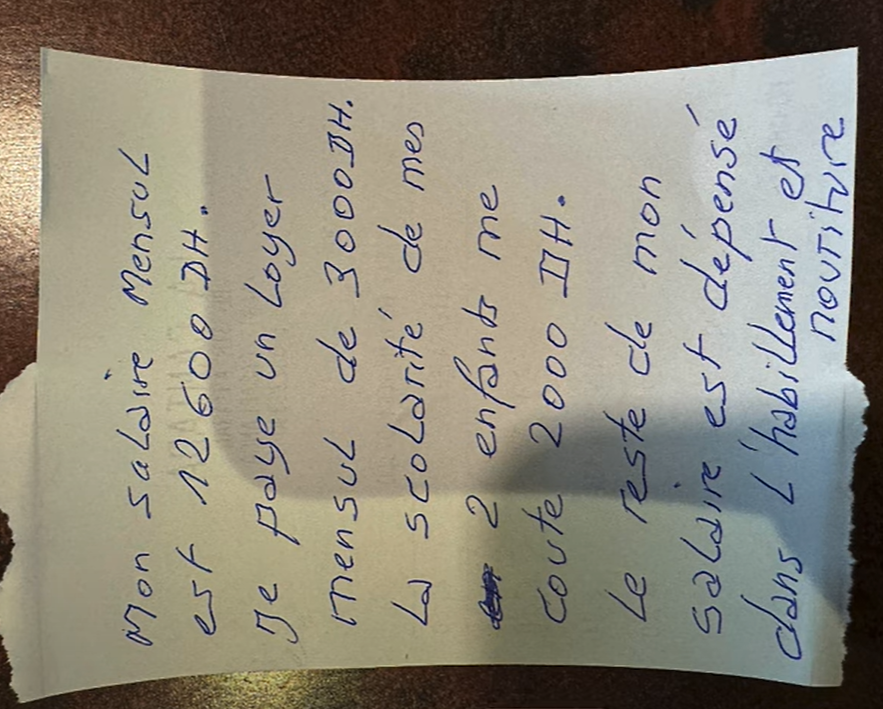 Mon salaire Mensul
est 12600 DH.
Je paye un Loyer
mensul de 3000 DH.
La scolarité de mes
2 enfants me
coute 2000 DH.
Le reste de mon
salaire est dépensé
dans L'habillement et
nouriture